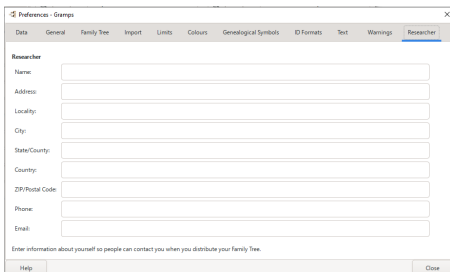 Preferences - Gramps
Data General Family Tree Import Limits Colours Genealogical Symbols ID Formats Text Warnings Researcher
Researcher
Name:
Address:
Locality:
City:
State/County:
Country:
ZIP/Postal Code:
Phone:
Email:
Enter information about yourself so people can contact you when you distribute your Family Tree.
Help Close